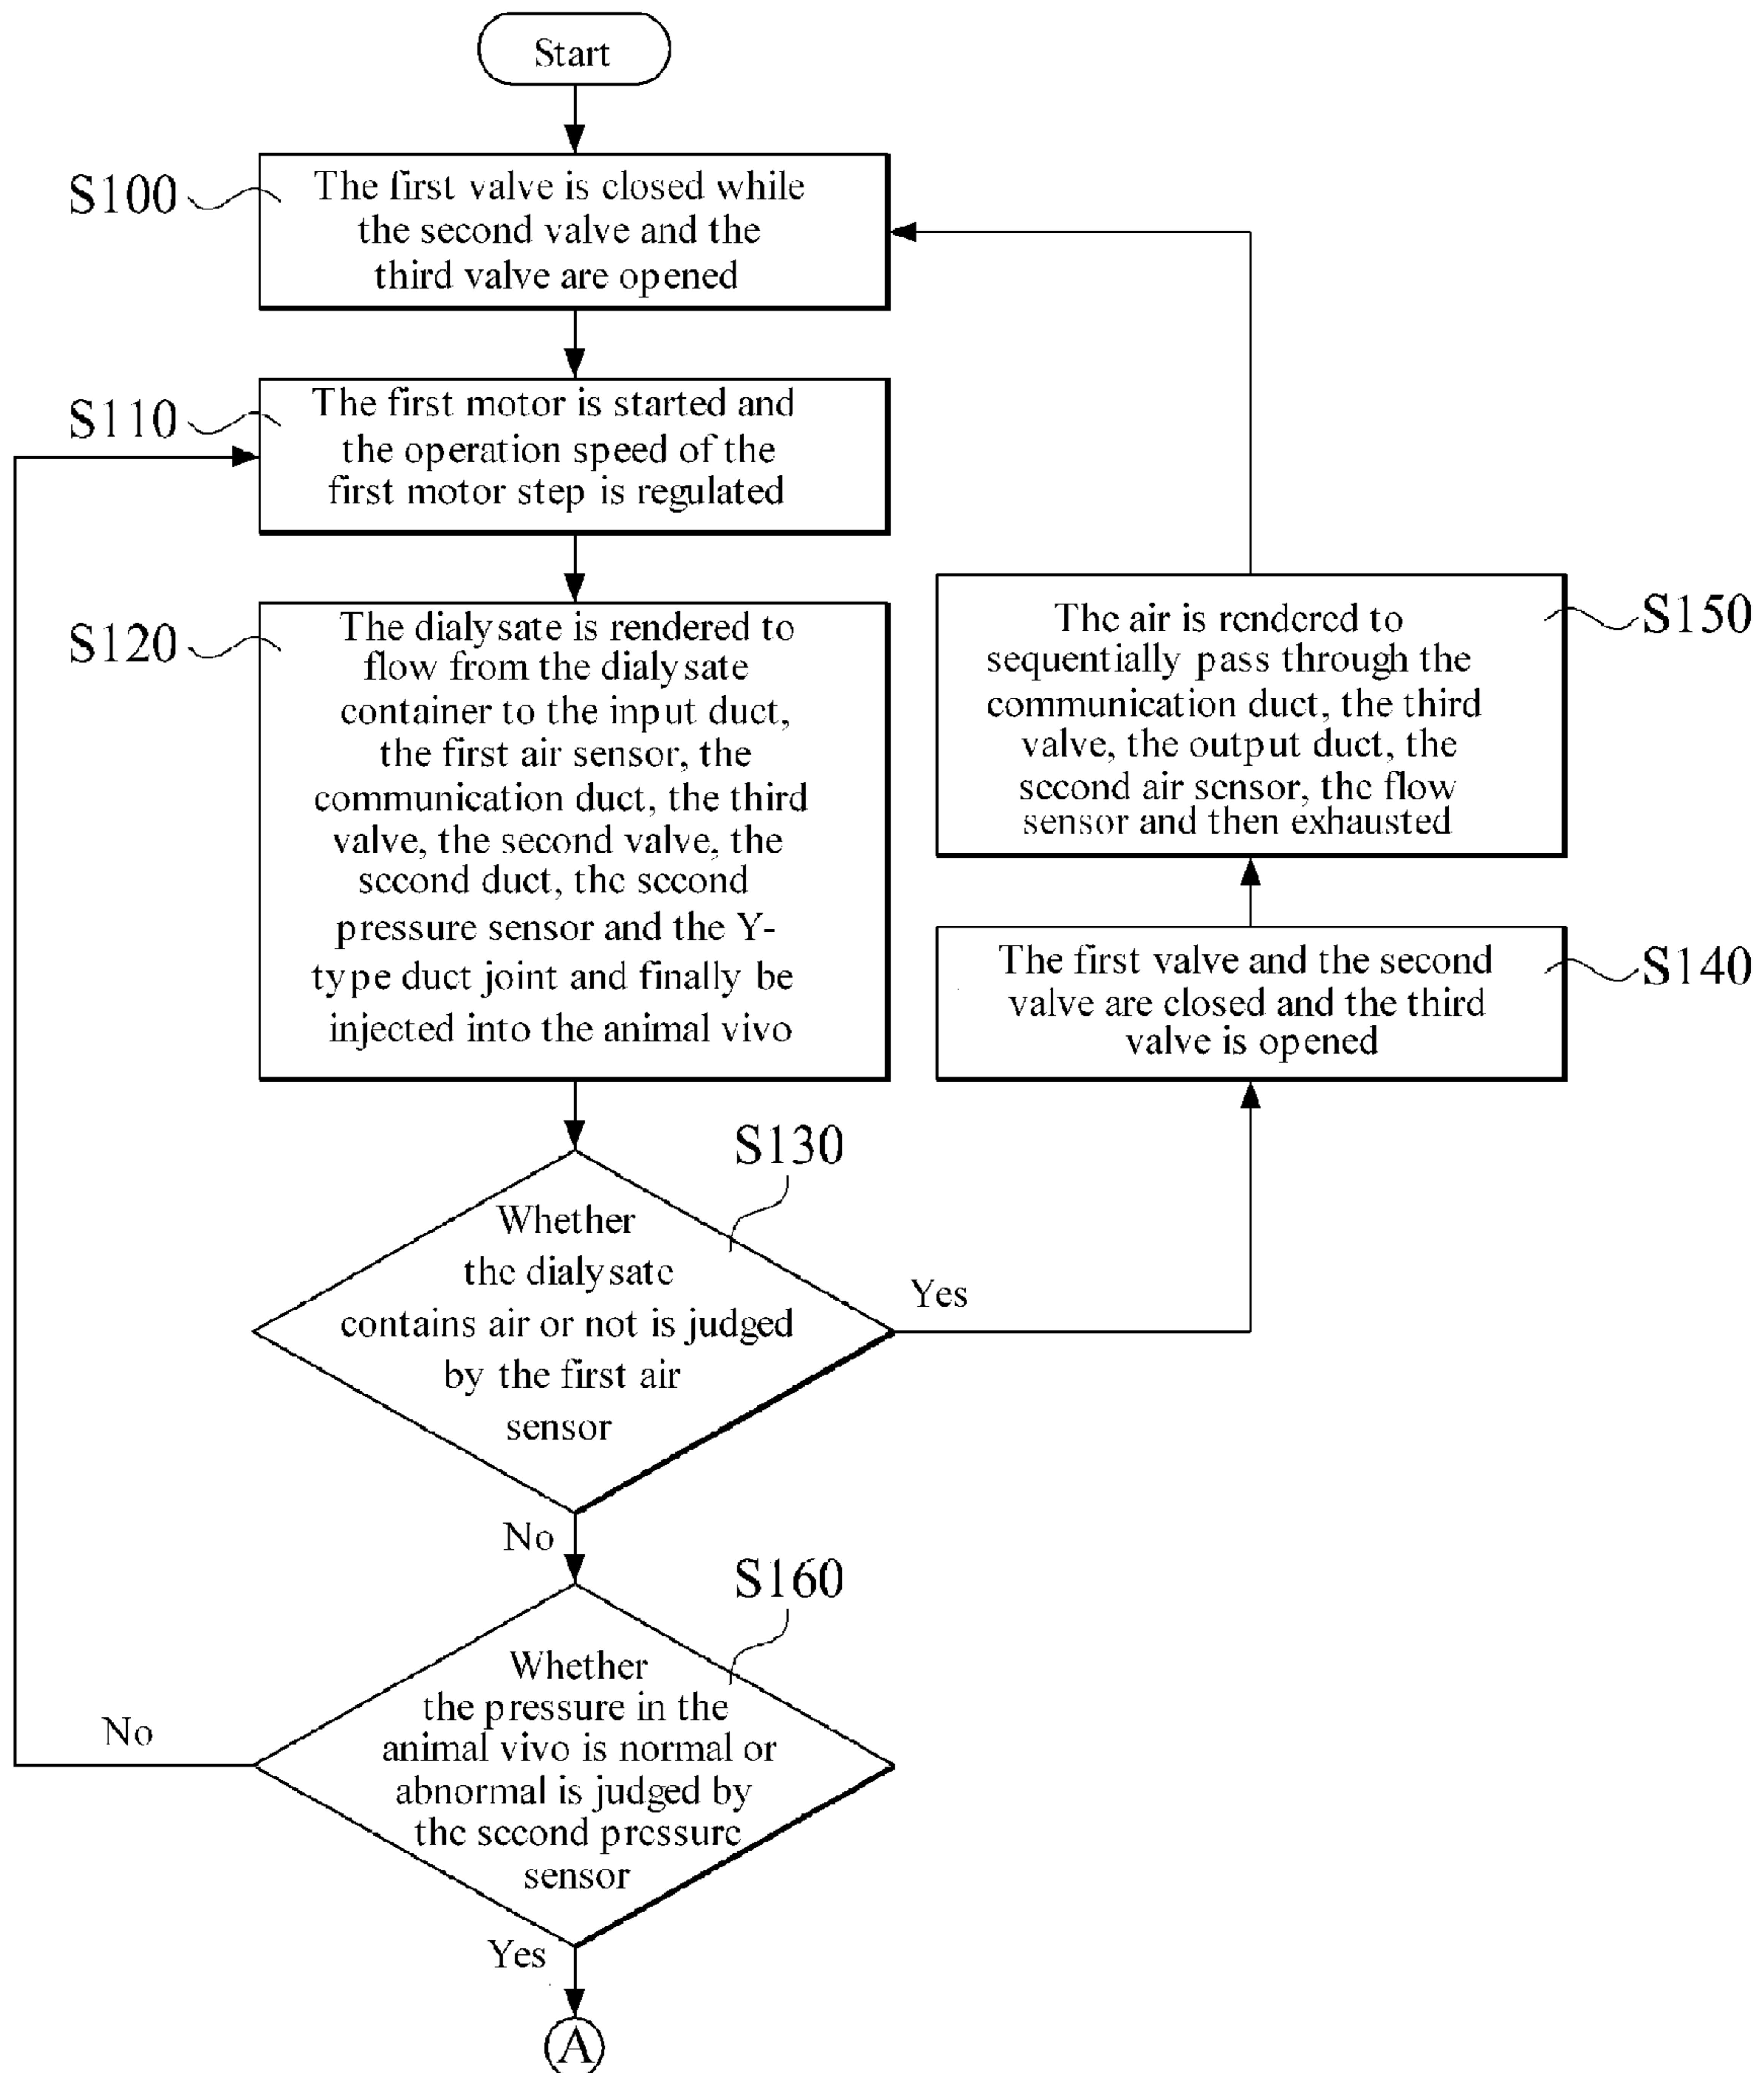 Start
S100
The first valve is closed while
the second valve and the
third valve are opened
S110
The first motor is started and
the operation speed of the
first motor step is regulated
S120
The dialysate is rendered to
flow from the dialysate
container to the input duct,
the first air sensor, the
communication duct, the third
valve, the second valve, the
second duct, the second
pressure sensor and the Y-
type duct joint and finally be
injected into the animal vivo
S150
The air is rendered to
sequentially pass through the
communication duct, the third
valve, the output duct, the
second air sensor, the flow
sensor and then exhausted
S140
The first valve and the second
valve are closed and the third
valve is opened
S130
Whether
the dialysate
contains air or not is judged
by the first air
sensor
Yes
No
S160
Whether
the pressure in the
animal vivo is normal or
abnormal is judged by
the second pressure
sensor
No
Yes
A